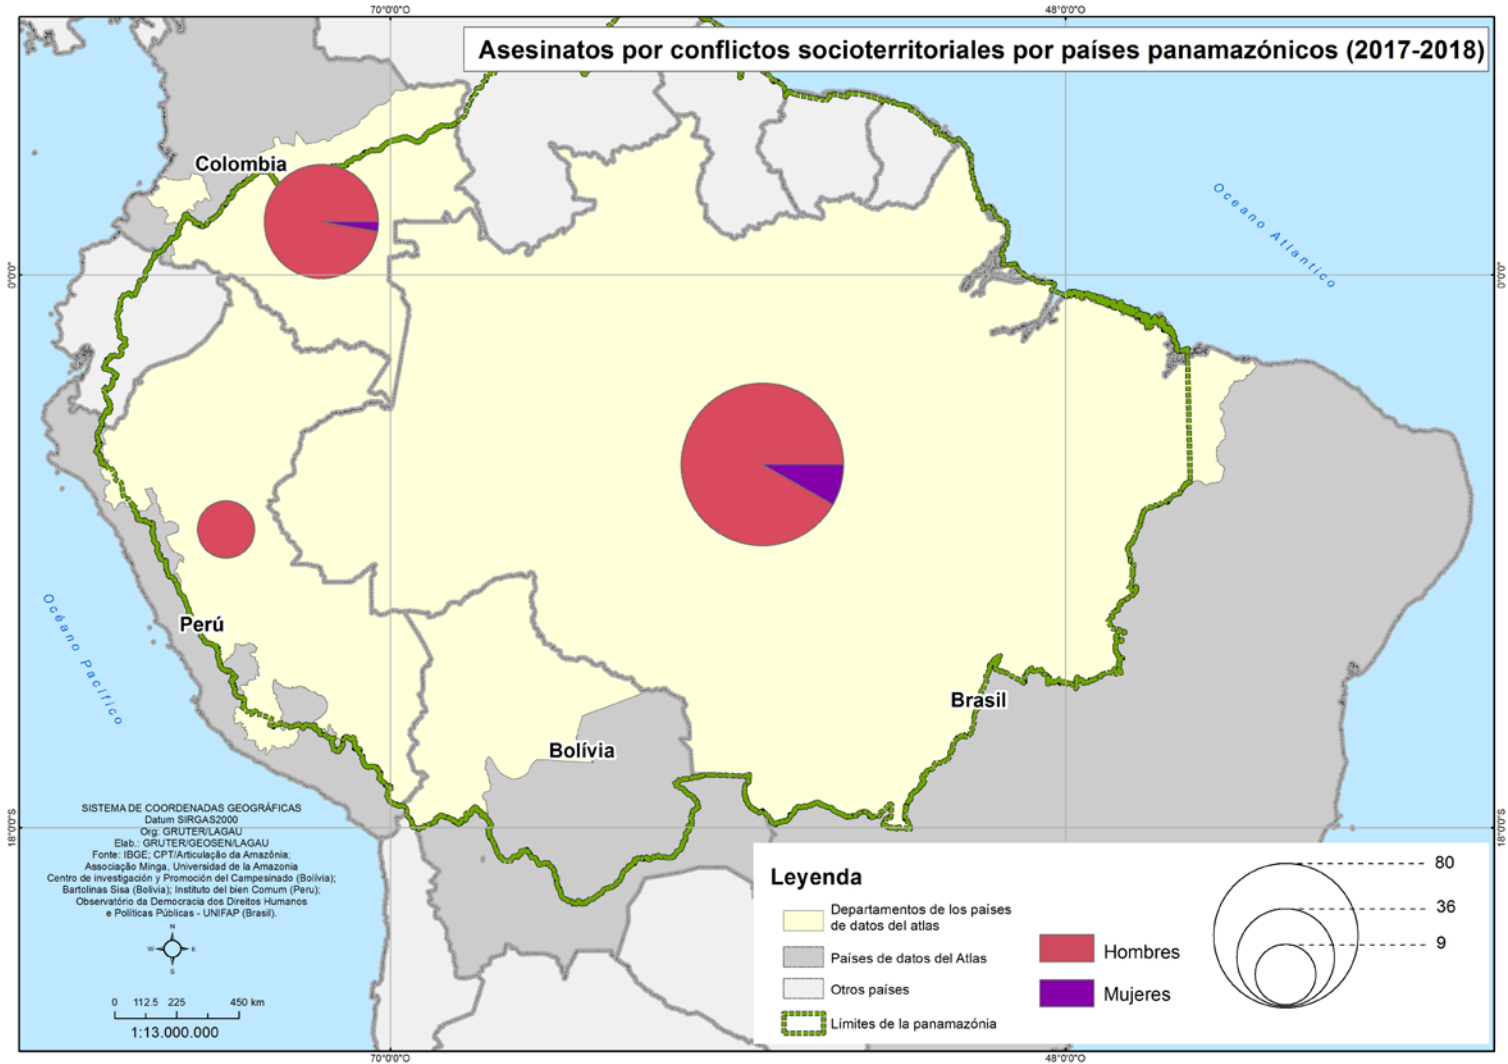 70°0'0"O
48°0'0"O
Asesinatos por conflictos socioterritoriales por países panamazónicos (2017-2018)
Colombia
Oceano Atlantico
0°0'0"
0°0'0"
Océano Pacífico
Perú
Brasil
Bolívia
SISTEMA DE COORDENADAS GEOGRÁFICAS
Datum SIRGAS2000
Org: GRUTER/LAGAU
Elab.: GRUTER/GEOSEN/LAGAU
Fonte: IBGE; CPT/Articulação da Amazônia;
Associação Minga, Universidad de la Amazonia
Centro de investigación y Promoción del Campesinado (Bolívia);
Bartolinas Sisa (Bolivia); Instituto del bien Comum (Peru);
Observatório da Democracia dos Direitos Humanos
e Políticas Públicas - UNIFAP (Brasil).
N
W
E
S
0 112.5 225 450 km
1:13.000.000
18°0'0"S
18°0'0"S
Leyenda
Departamentos de los países
de datos del atlas
Países de datos del Atlas
Otros países
Límites de la panamazónia
Hombres
Mujeres
80
36
9
70°0'0"O
48°0'0"O